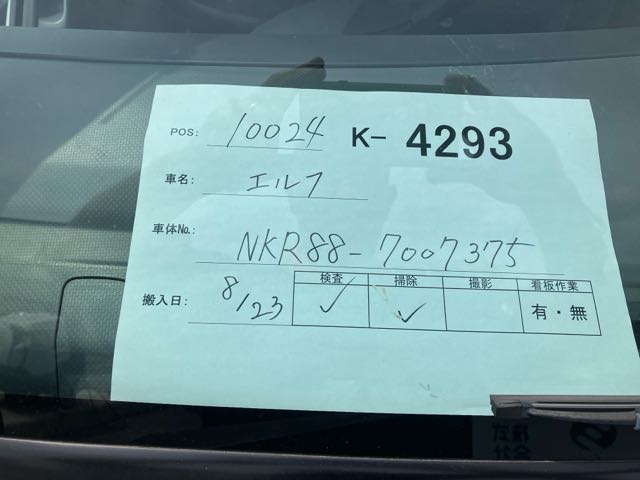 POS: 10024 K- 4293
車名: エルフ
車体No.: NKR88-7007375
検査 掃除 撮影 看板作業
搬入日: 8/23 ✓ ✓ 有・無